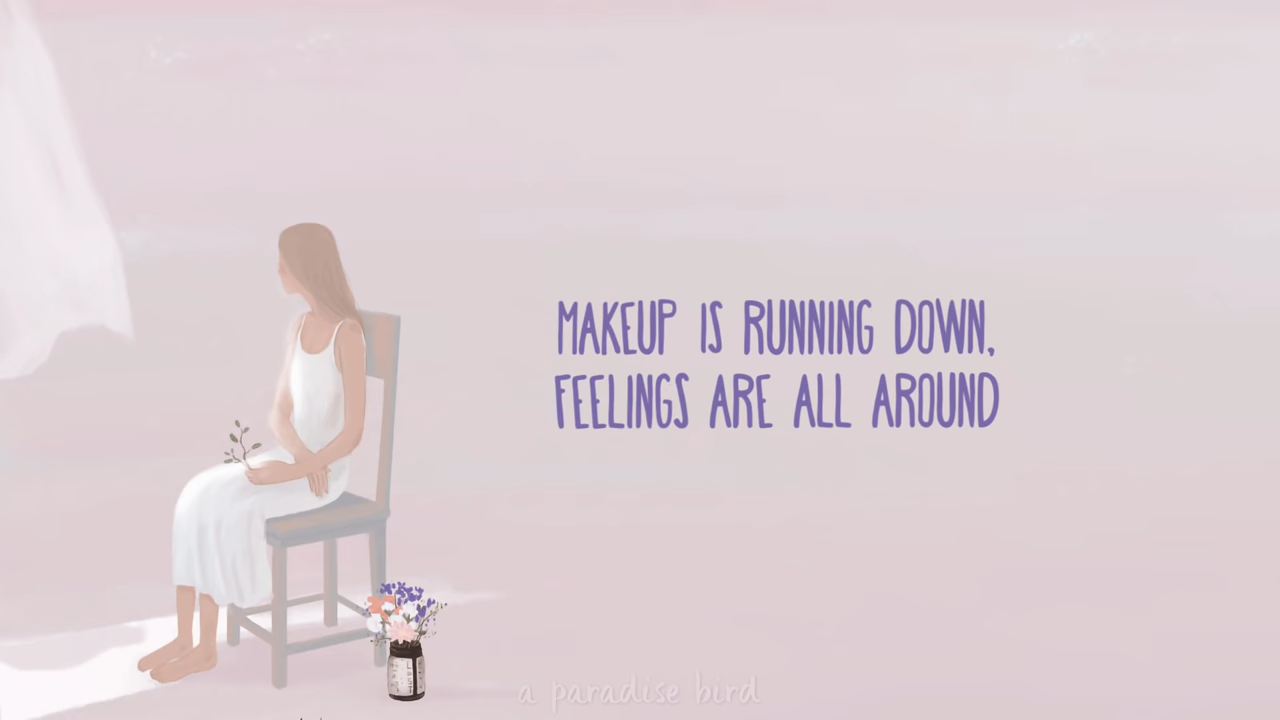 MAKEUP IS RUNNING DOWN,
FEELINGS ARE ALL AROUND
a paradise bird